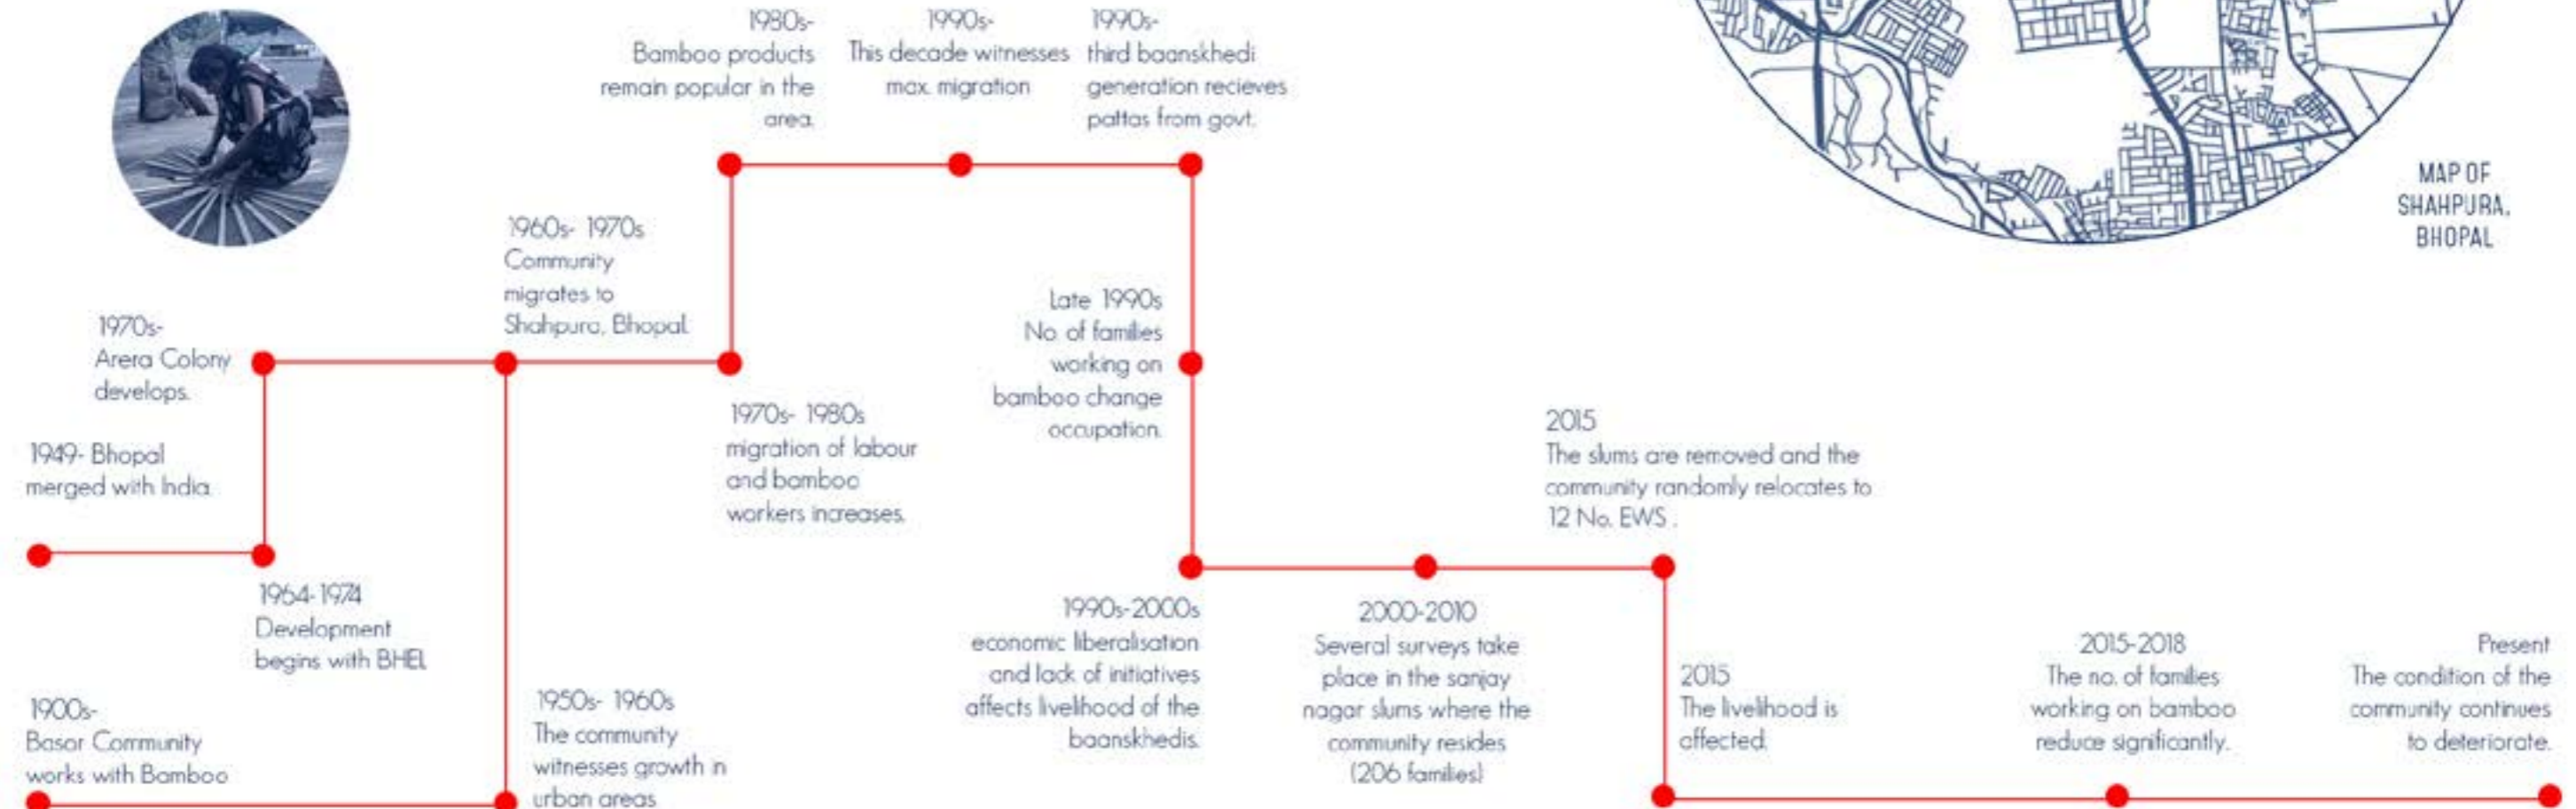 1980s-
Bamboo products
remain popular in the
area.
1990s-
This decade witnesses
max. migration
1990s-
third baanskhedi
generation recieves
pattas from govt.
MAP OF
SHAHPURA,
BHOPAL
1960s- 1970s
Community
migrates to
Shahpura, Bhopal.
1970s-
Arera Colony
develops.
Late 1990s
No. of families
working on
bamboo change
occupation.
1970s- 1980s
migration of labour
and bamboo
workers increases.
1949- Bhopal
merged with India.
2015
The slums are removed and the
community randomly relocates to
12 No. EWS .
1964-1974
Development
begins with BHEL
1990s-2000s
economic liberalisation
and lack of initiatives
affects livelihood of the
baanskhedis.
2000-2010
Several surveys take
place in the sanjay
nagar slums where the
community resides
(206 families)
1900s-
Basor Community
works with Bamboo
1950s- 1960s
The community
witnesses growth in
urban areas
2015
The livelihood is
affected.
2015-2018
The no. of families
working on bamboo
reduce significantly.
Present
The condition of the
community continues
to deteriorate.